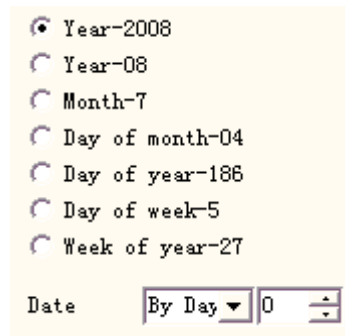 Year-2008
Year-08
Month-7
Day of month-04
Day of year-186
Day of week-5
Week of year-27
Date By Day 0